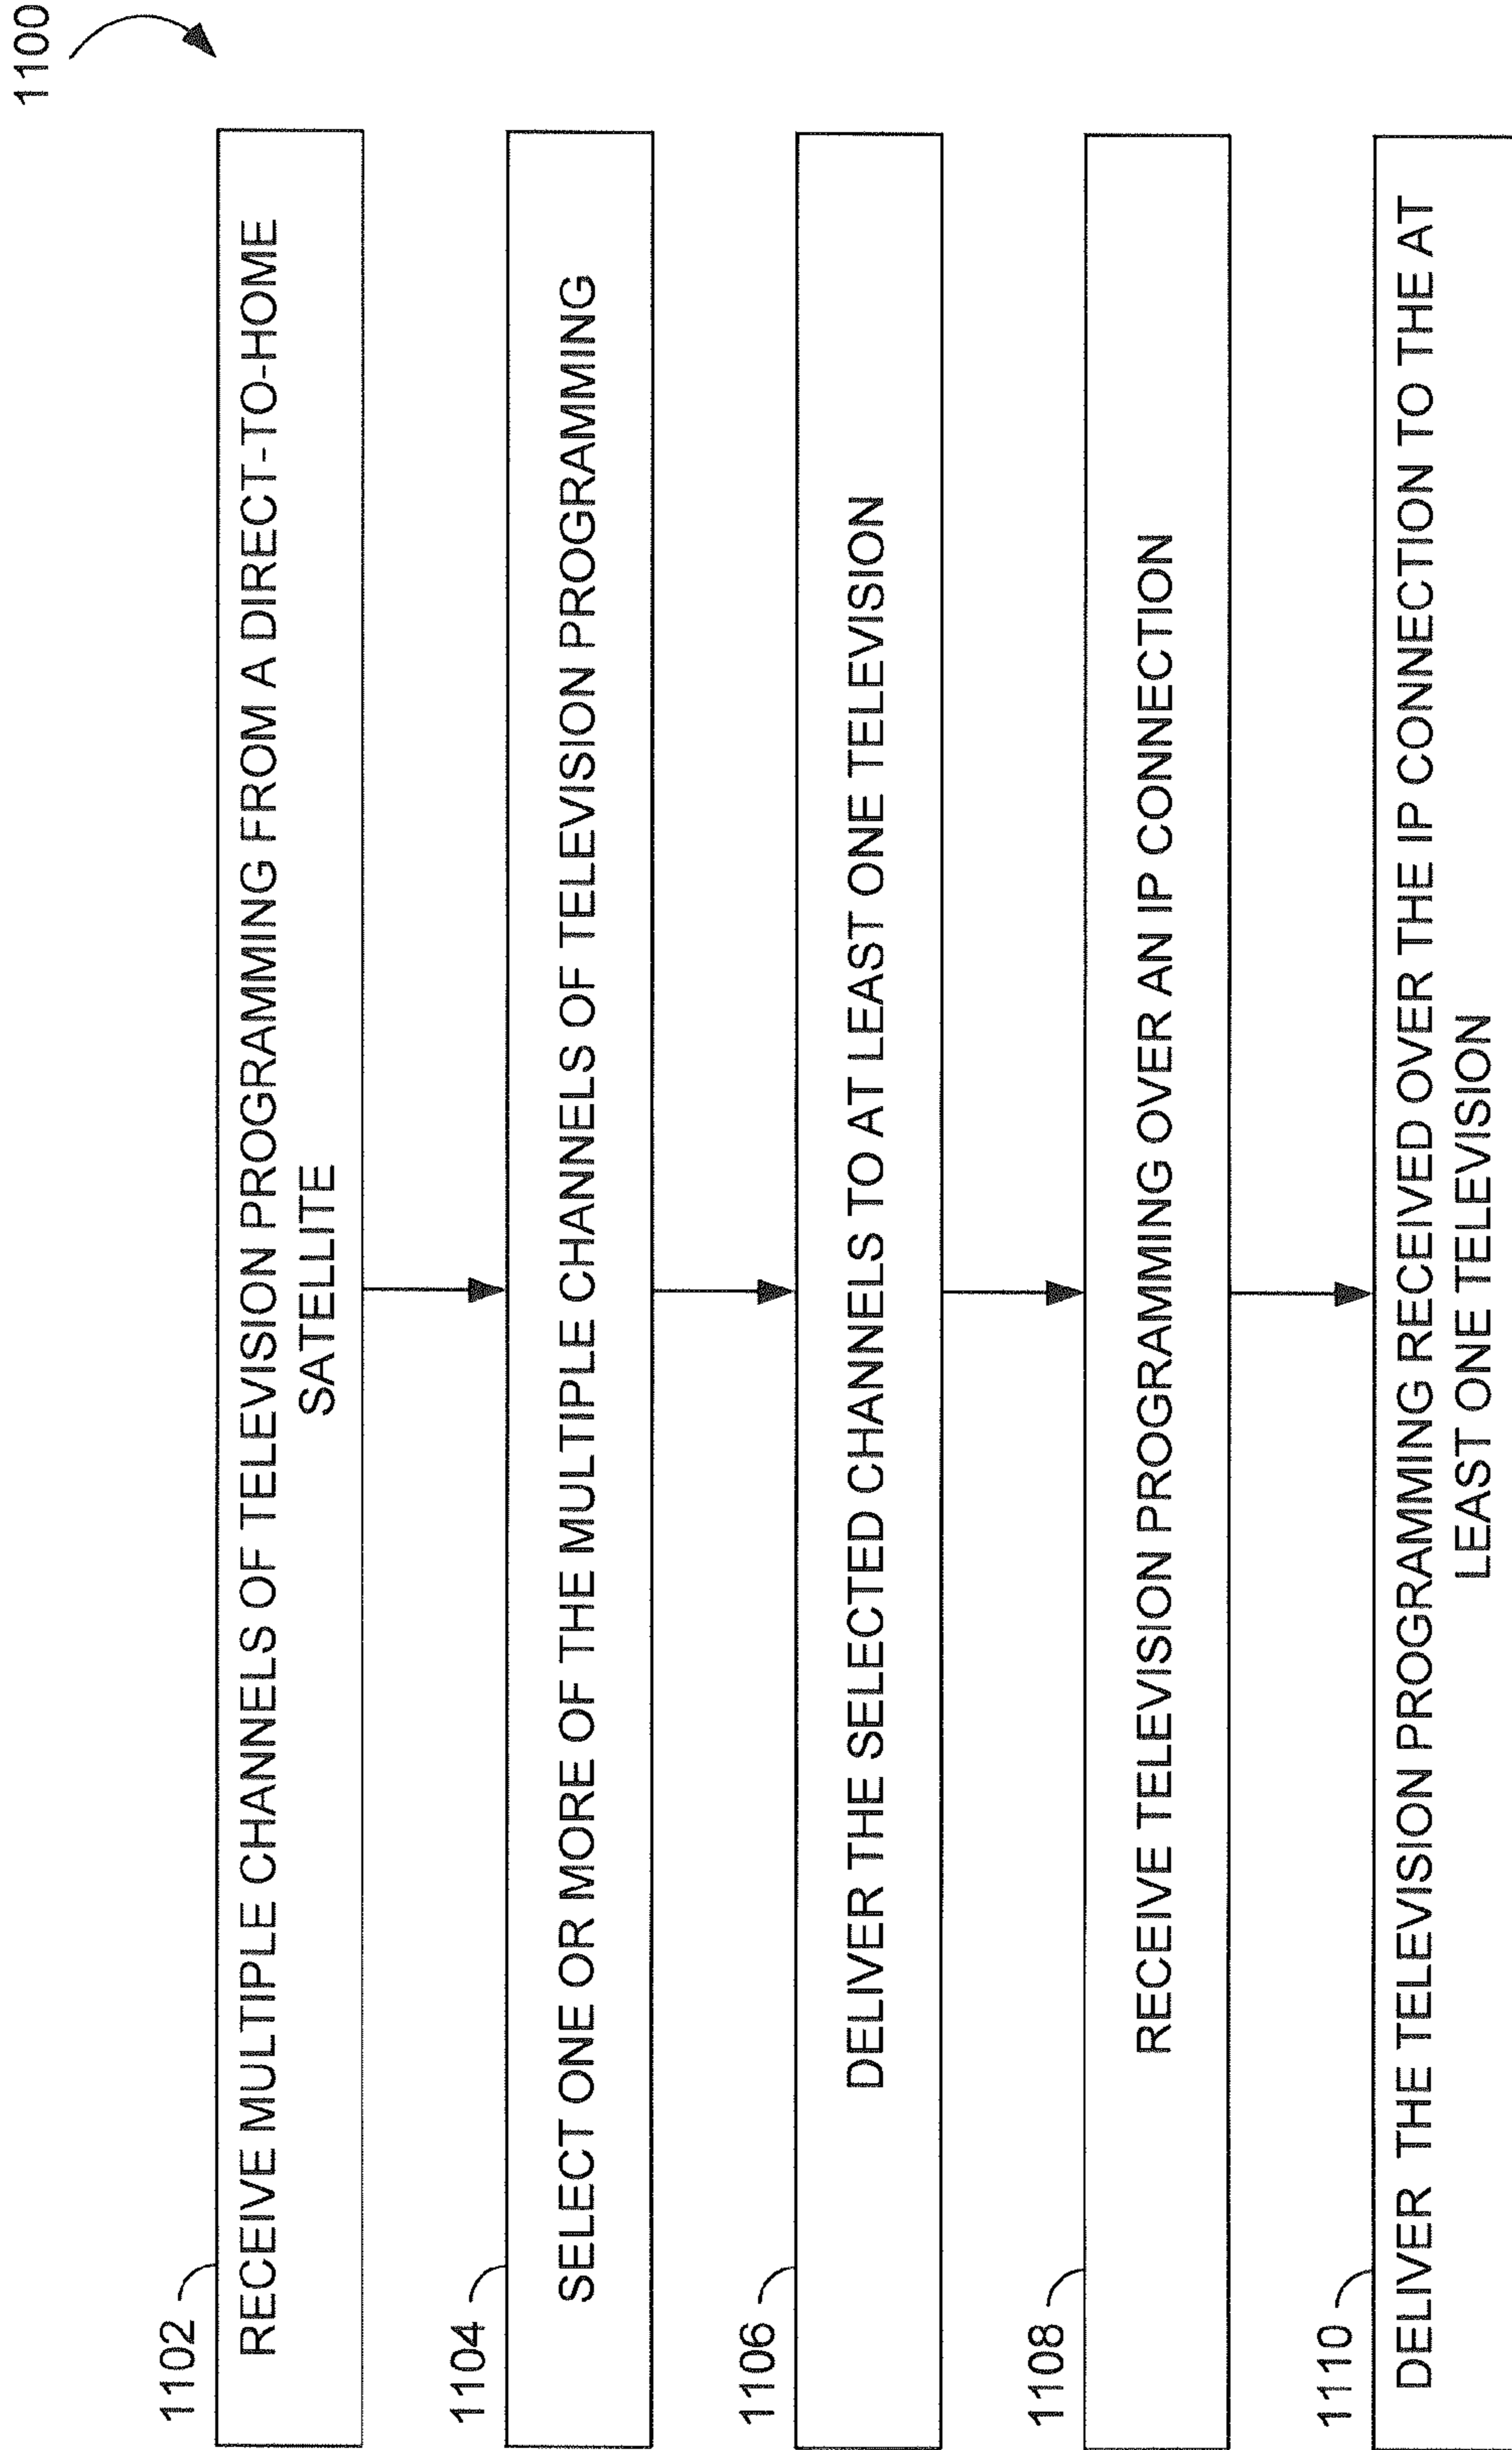 1100
1102
RECEIVE MULTIPLE CHANNELS OF TELEVISION PROGRAMMING FROM A DIRECT-TO-HOME
SATELLITE
1104
SELECT ONE OR MORE OF THE MULTIPLE CHANNELS OF TELEVISION PROGRAMMING
1106
DELIVER THE SELECTED CHANNELS TO AT LEAST ONE TELEVISION
1108
RECEIVE TELEVISION PROGRAMMING OVER AN IP CONNECTION
1110
DELIVER THE TELEVISION PROGRAMMING RECEIVED OVER THE IP CONNECTION TO THE AT
LEAST ONE TELEVISION